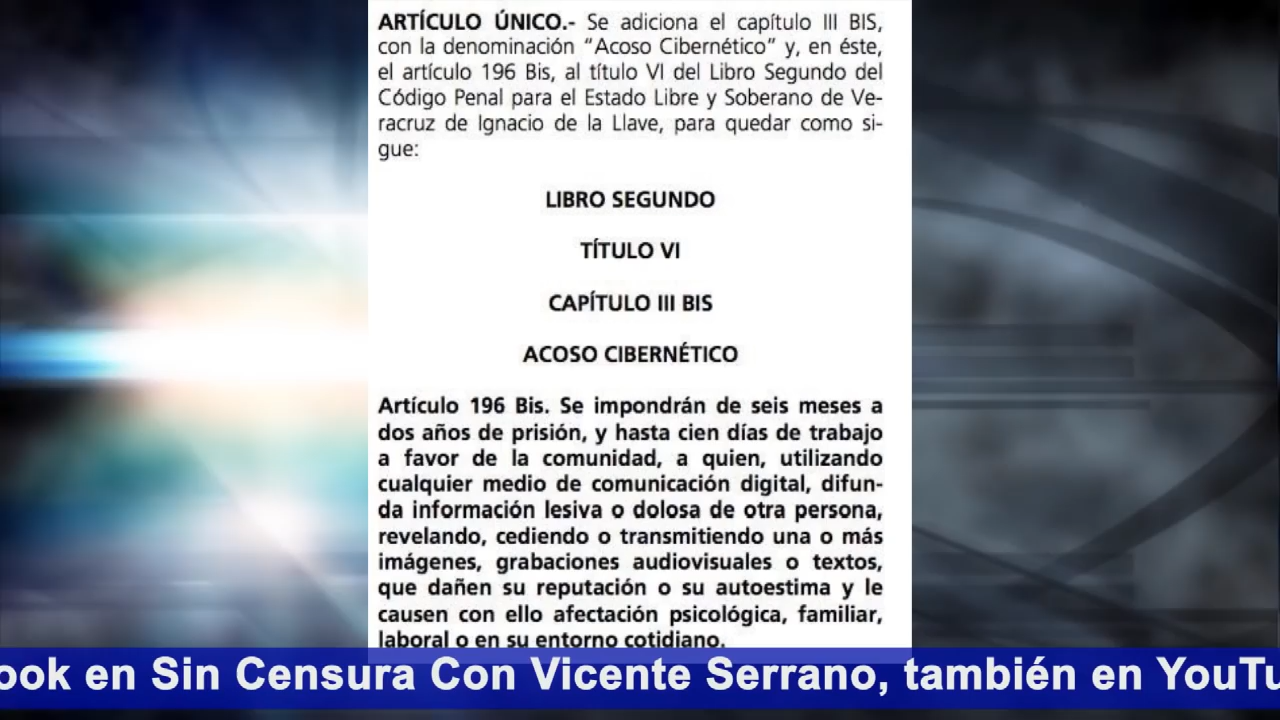 ARTÍCULO ÚNICO.- Se adiciona el capítulo III BIS,
con la denominación “Acoso Cibernético” y, en éste,
el artículo 196 Bis, al título VI del Libro Segundo del
Código Penal para el Estado Libre y Soberano de Ve-
racruz de Ignacio de la Llave, para quedar como si-
gue:
LIBRO SEGUNDO
TÍTULO VI
CAPÍTULO III BIS
ACOSO CIBERNÉTICO
Artículo 196 Bis. Se impondrán de seis meses a
dos años de prisión, y hasta cien días de trabajo
a favor de la comunidad, a quien, utilizando
cualquier medio de comunicación digital, difun-
da información lesiva o dolosa de otra persona,
revelando, cediendo o transmitiendo una o más
imágenes, grabaciones audiovisuales o textos,
que dañen su reputación o su autoestima y le
causen con ello afectación psicológica, familiar,
laboral o en su entorno cotidiano.
ook en Sin Censura Con Vicente Serrano, también en YouTu